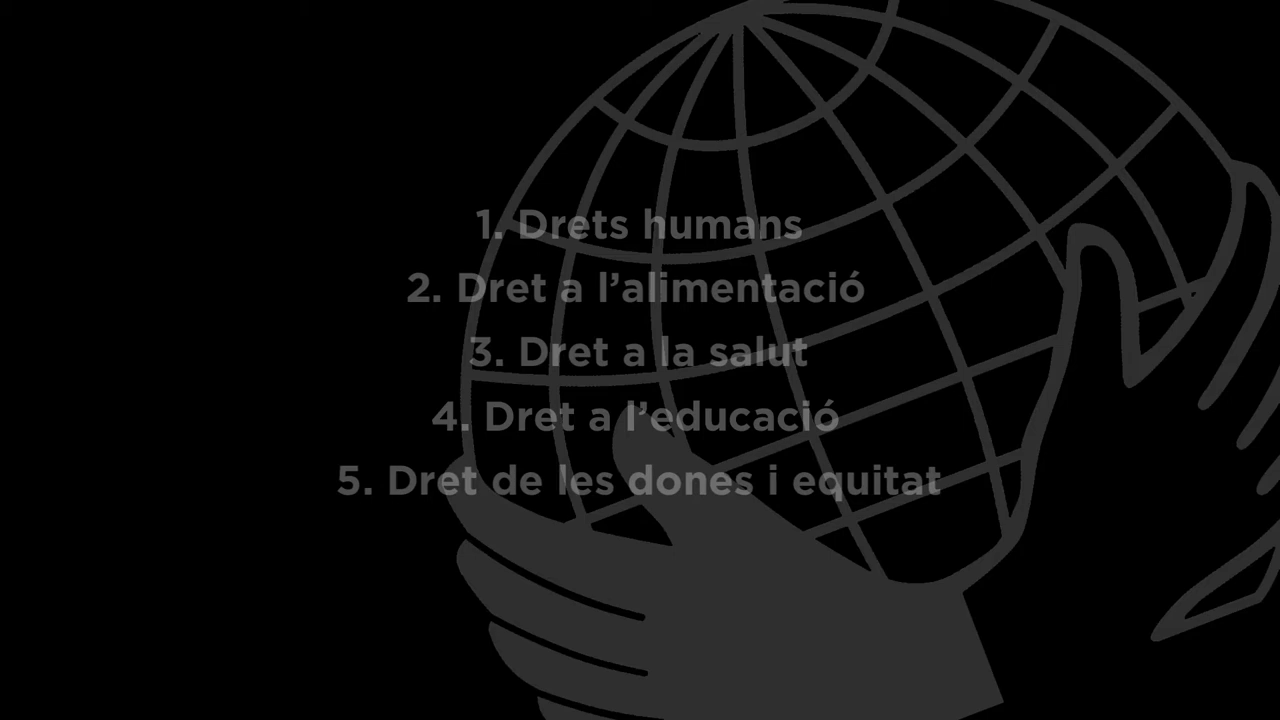 1. Drets humans
2. Dret a l’alimentació
3. Dret a la salut
4. Dret a l’educació
5. Dret de les dones i equitat